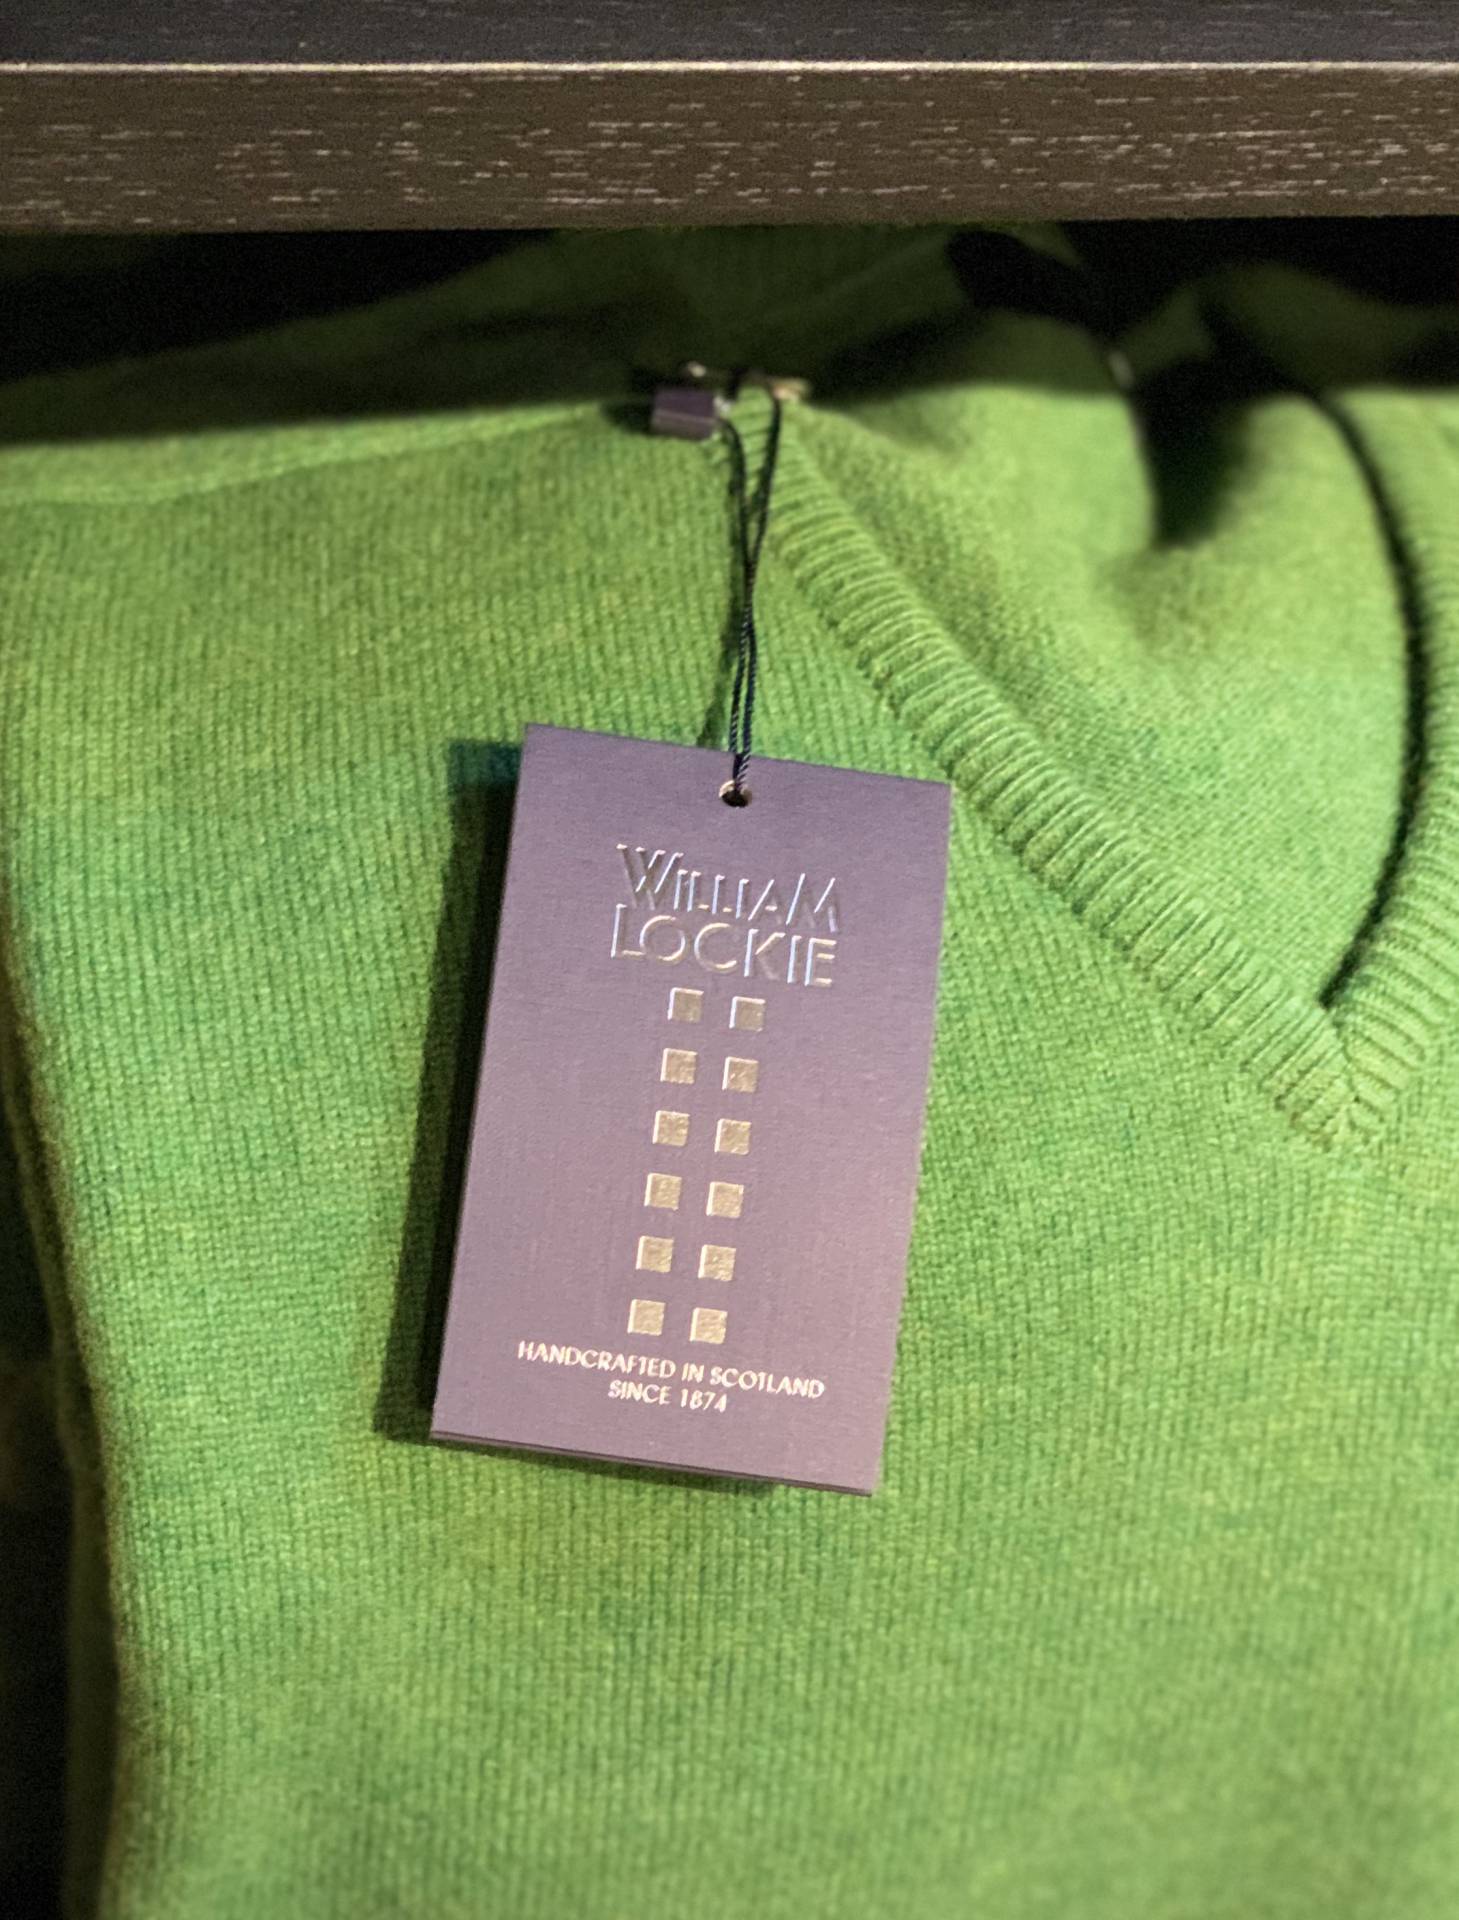 WILLIAM
LOCKIE
HANDCRAFTED IN SCOTLAND
SINCE 1874